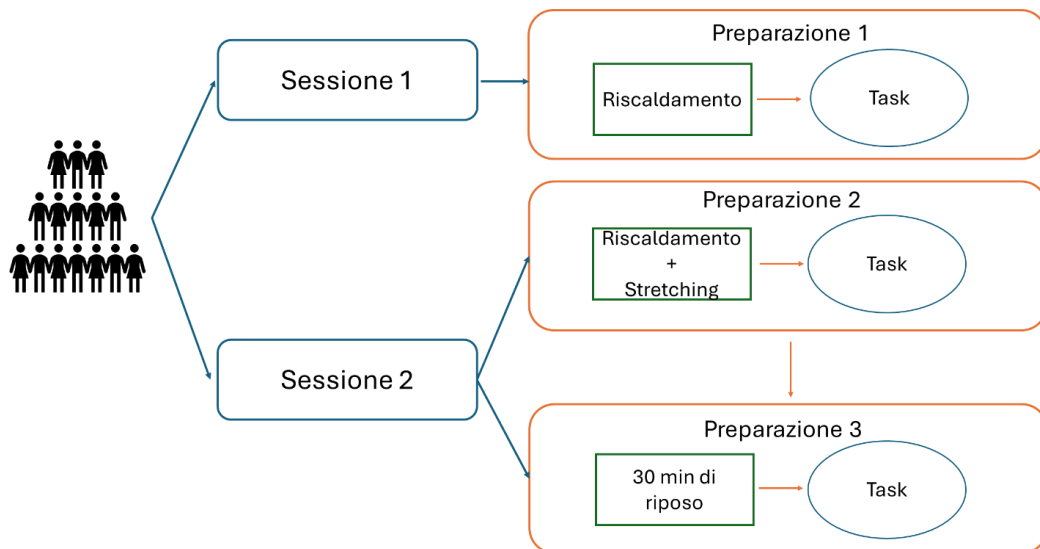 Sessione 1
Preparazione 1
Riscaldamento
Task
Preparazione 2
Riscaldamento
+
Stretching
Task
Sessione 2
Preparazione 3
30 min di
riposo
Task